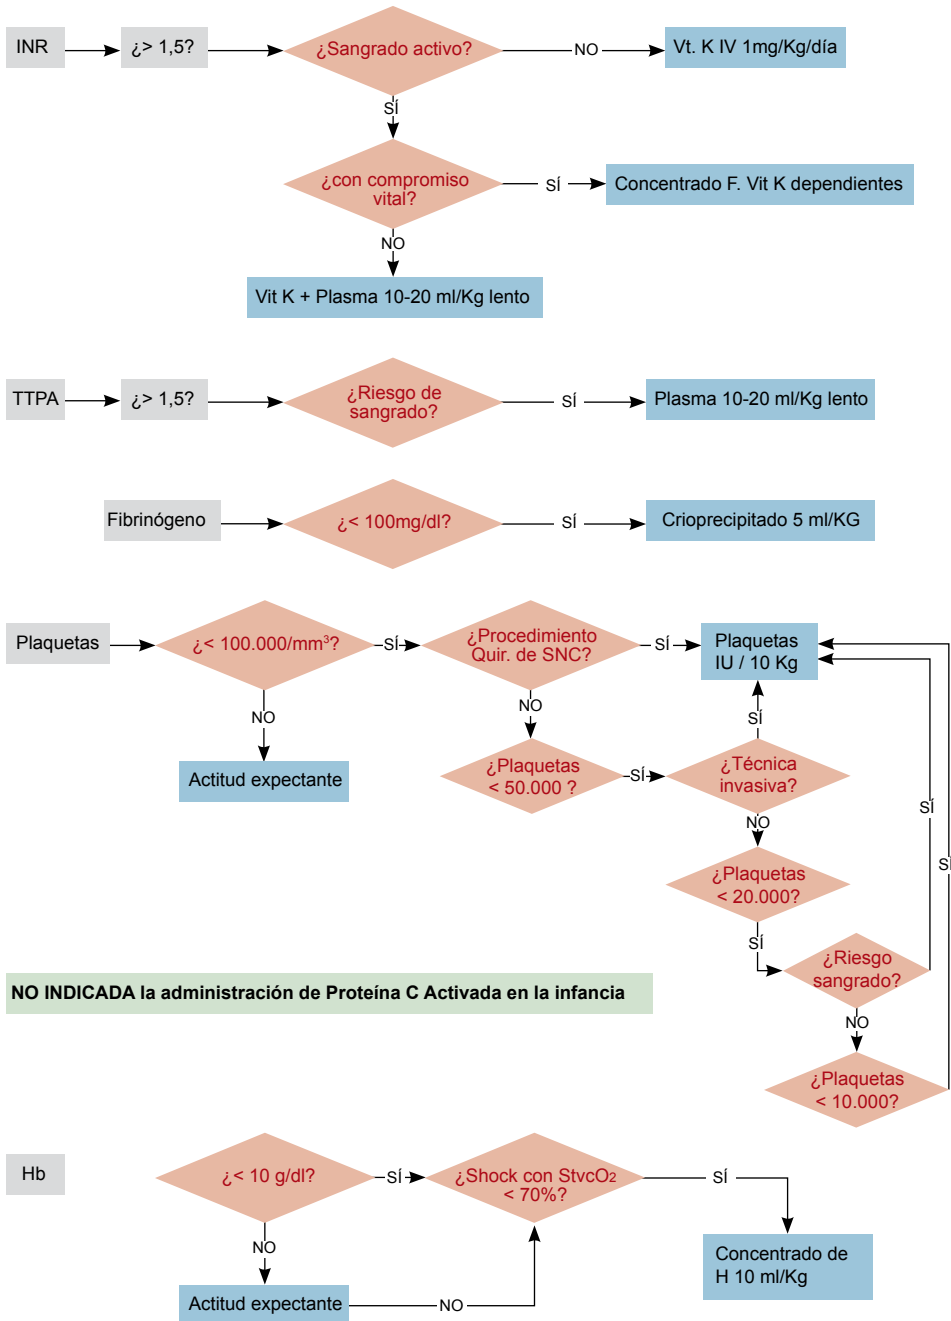 INR
¿> 1,5?
¿Sangrado activo?
NO
Vt. K IV 1mg/Kg/día
SÍ
¿con compromiso
vital?
SÍ
Concentrado F. Vit K dependientes
NO
Vit K + Plasma 10-20 ml/Kg lento
TTPA
¿> 1,5?
¿Riesgo de
sangrado?
SÍ
Plasma 10-20 ml/Kg lento
Fibrinógeno
¿< 100mg/dl?
SÍ
Crioprecipitado 5 ml/KG
Plaquetas
¿< 100.000/mm³?
SÍ
¿Procedimiento
Quir. de SNC?
SÍ
Plaquetas
IU / 10 Kg
NO
NO
SÍ
Actitud expectante
¿Plaquetas
< 50.000 ?
SÍ
¿Técnica
invasiva?
SÍ
NO
SÍ
¿Plaquetas
< 20.000?
SÍ
¿Riesgo
sangrado?
NO INDICADA la administración de Proteína C Activada en la infancia
NO
¿Plaquetas
< 10.000?
Hb
¿< 10 g/dl?
SÍ
¿Shock con StvcO2
< 70%?
SÍ
NO
Concentrado de
H 10 ml/Kg
Actitud expectante
NO